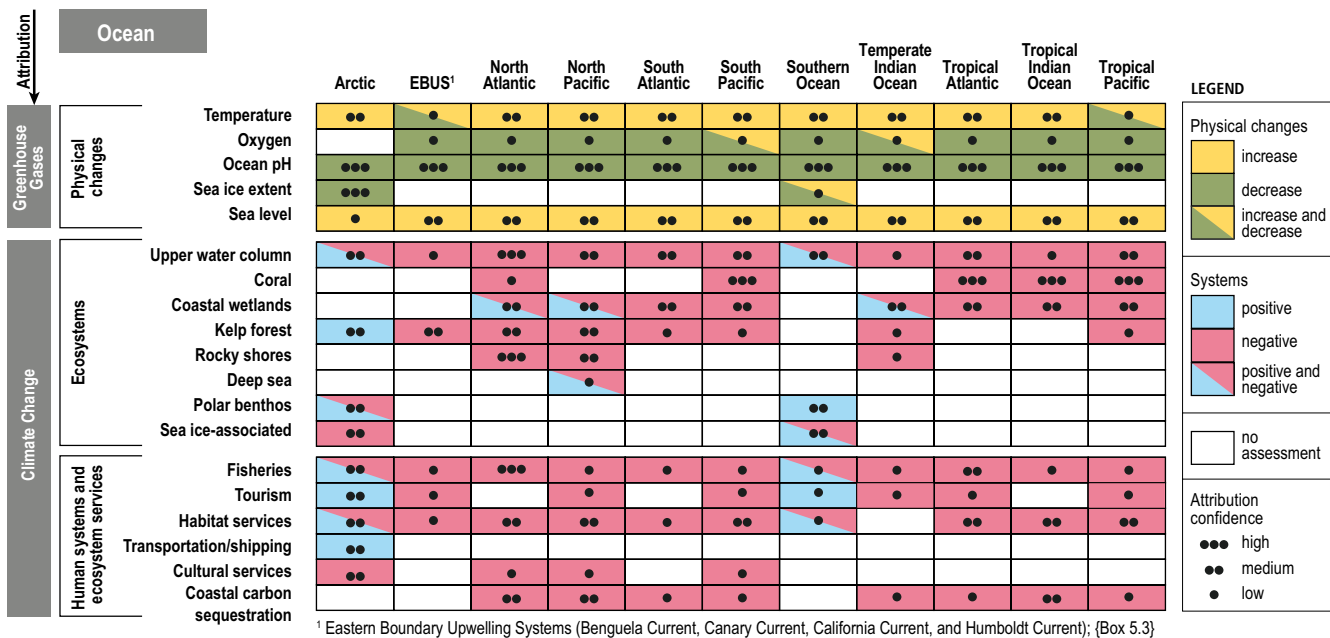 Attribution
Ocean
Arctic
EBUS¹
North
Atlantic
North
Pacific
South
Atlantic
South
Pacific
Southern
Ocean
Temperate
Indian
Ocean
Tropical
Atlantic
Tropical
Indian
Ocean
Tropical
Pacific
Greenhouse
Gases
Physical
changes
Temperature
Oxygen
Ocean pH
Sea ice extent
Sea level
Climate Change
Ecosystems
Upper water column
Coral
Coastal wetlands
Kelp forest
Rocky shores
Deep sea
Polar benthos
Sea ice-associated
Human systems and
ecosystem services
Fisheries
Tourism
Habitat services
Transportation/shipping
Cultural services
Coastal carbon
sequestration
LEGEND
Physical changes
increase
decrease
increase and
decrease
Systems
positive
negative
positive and
negative
no
assessment
Attribution
confidence
high
medium
low
¹ Eastern Boundary Upwelling Systems (Benguela Current, Canary Current, California Current, and Humboldt Current); {Box 5.3}